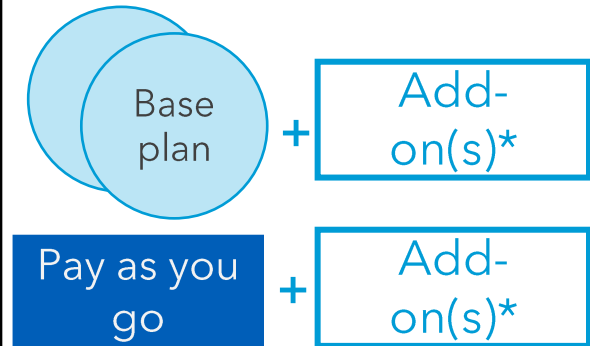 Base
plan
+
Add-
on(s)*
Pay as you
go
+
Add-
on(s)*